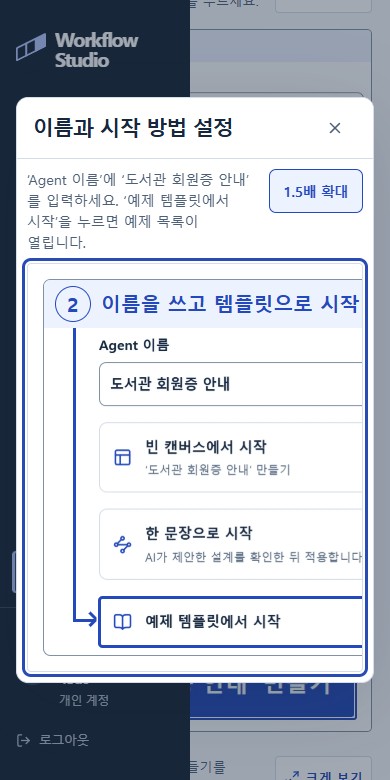 Workflow
Studio
이름과 시작 방법 설정
‘Agent 이름’에 ‘도서관 회원증 안내’
를 입력하세요. ‘예제 템플릿에서
시작’을 누르면 예제 목록이
열립니다.
1.5배 확대
2 이름을 쓰고 템플릿으로 시작
Agent 이름
도서관 회원증 안내
빈 캔버스에서 시작
‘도서관 회원증 안내’ 만들기
한 문장으로 시작
AI가 제안한 설계를 확인한 뒤 적용합니다
예제 템플릿에서 시작
개인 계정
로그아웃
들기를
크게 보기